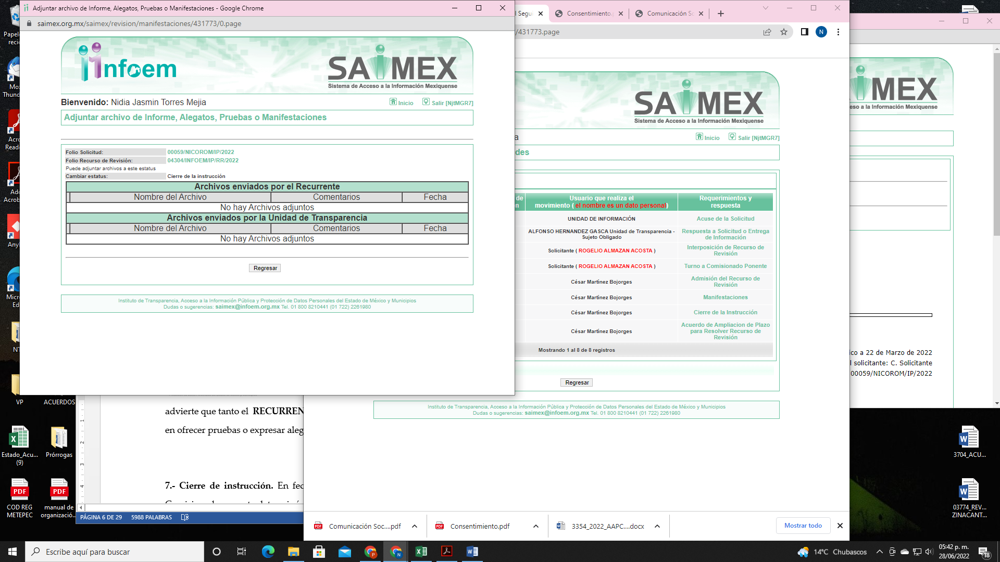 Adjuntar archivo de Informe, Alegatos, Pruebas o Manifestaciones - Google Chrome
saimex.org.mx/saimex/revision/manifestaciones/431773/0.page
infoem
SAIMEX
Sistema de Acceso a la Información Mexiquense
Bienvenido: Nidia Jasmin Torres Mejia
Inicio
Salir [NjtMGR7]
Adjuntar archivo de Informe, Alegatos, Pruebas o Manifestaciones
Folio Solicitud: 00059/NICOROM/IP/2022
Folio Recurso de Revisión: 04304/INFOEM/IP/RR/2022
Puede adjuntar archivos a este estatus
Cambiar estatus: Cierre de la instrucción
Archivos enviados por el Recurrente
Nombre del Archivo Comentarios Fecha
No hay Archivos adjuntos
Archivos enviados por la Unidad de Transparencia
Nombre del Archivo Comentarios Fecha
No hay Archivos adjuntos
Regresar
Instituto de Transparencia, Acceso a la Información Pública y Protección de Datos Personales del Estado de México y Municipios
Dudas o sugerencias: saimex@infoem.org.mx Tel. 01 800 8210441 (01 722) 2261980
l Segui
Consentimiento.p
Comunicación So
/431773.page
N
SAIMEX
Sistema de Acceso a la Información Mexiquense
a
Inicio
Salir [NjtMGR7]
des
de
n
Usuario que realiza el
movimiento ( el nombre es un dato personal)
Requerimientos y
respuesta
UNIDAD DE INFORMACIÓN
Acuse de la Solicitud
ALFONSO HERNANDEZ GASCA Unidad de Transparencia -
Sujeto Obligado
Respuesta a Solicitud o Entrega
de Información
Solicitante ( ROGELIO ALMAZAN ACOSTA )
Interposición de Recurso de
Revisión
Solicitante ( ROGELIO ALMAZAN ACOSTA )
Turno a Comisionado Ponente
César Martínez Bojorges
Admisión del Recurso de
Revisión
César Martínez Bojorges
Manifestaciones
César Martínez Bojorges
Cierre de la Instrucción
César Martínez Bojorges
Acuerdo de Ampliacion de Plazo
para Resolver Recurso de
Revisión
Mostrando 1 al 8 de 8 registros
Regresar
Instituto de Transparencia, Acceso a la Información Pública y Protección de Datos Personales del Estado de México y Municipios
Dudas o sugerencias: saimex@infoem.org.mx Tel. 01 800 8210441 (01 722) 2261980
MEX
eso a la Información Mexiquense
ico a 22 de Marzo de 2022
l solicitante: C. Solicitante
00059/NICOROM/IP/2022
Papel
reci
Moz
Thund
Acro
Reade
Ado
Acrob
Any
Micr
Ed
NT
VP
ACUERDOS
Estado_Acu...
(9)
Prórrogas
PDF
COD REG
METEPEC
PDF
manual de
organizació...
advierte que tanto el RECURREN
en ofrecer pruebas o expresar aleg
7.- Cierre de instrucción. En fec
1
2
3
4
PÁGINA 6 DE 29
5988 PALABRAS
3704_ACU...
03774_REV...
ZINACANT...
Comunicación Soc....pdf
Consentimiento.pdf
3354_2022_AAPC....docx
Mostrar todo
Escribe aquí para buscar
14°C Chubascos
05:42 p. m.
28/06/2022
18